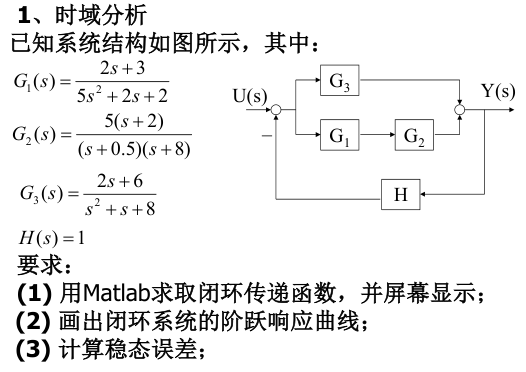 1、时域分析
已知系统结构如图所示，其中：
G₁(s) = (2s+3)/(5s²+2s+2)
G₂(s) = 5(s+2)/((s+0.5)(s+8))
G₃(s) = (2s+6)/(s²+s+8)
H(s) = 1
U(s)
G₃
Y(s)
G₁
G₂
−
H
要求：
(1) 用Matlab求取闭环传递函数，并屏幕显示；
(2) 画出闭环系统的阶跃响应曲线；
(3) 计算稳态误差；